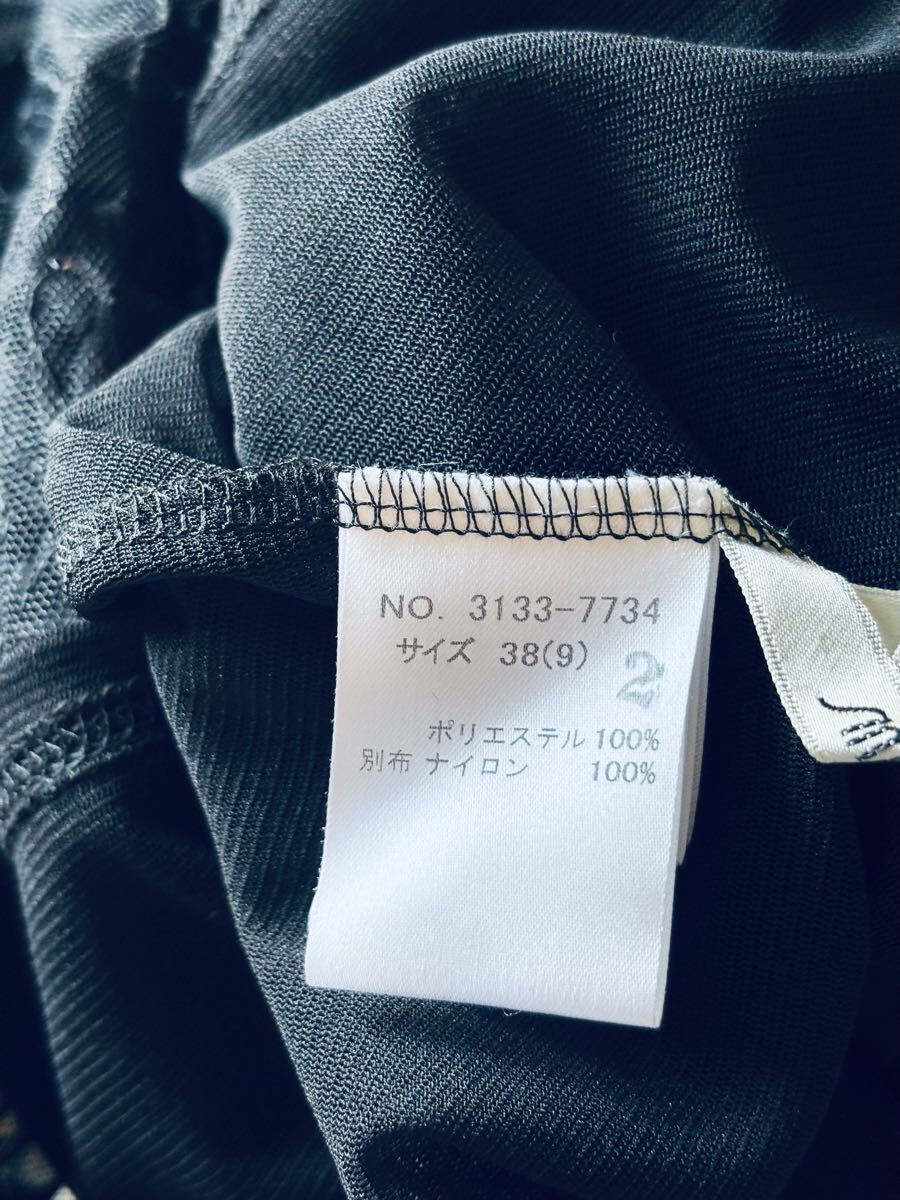 NO. 3133-7734
サイズ 38(9)
2
ポリエステル 100%
別布 ナイロン 100%